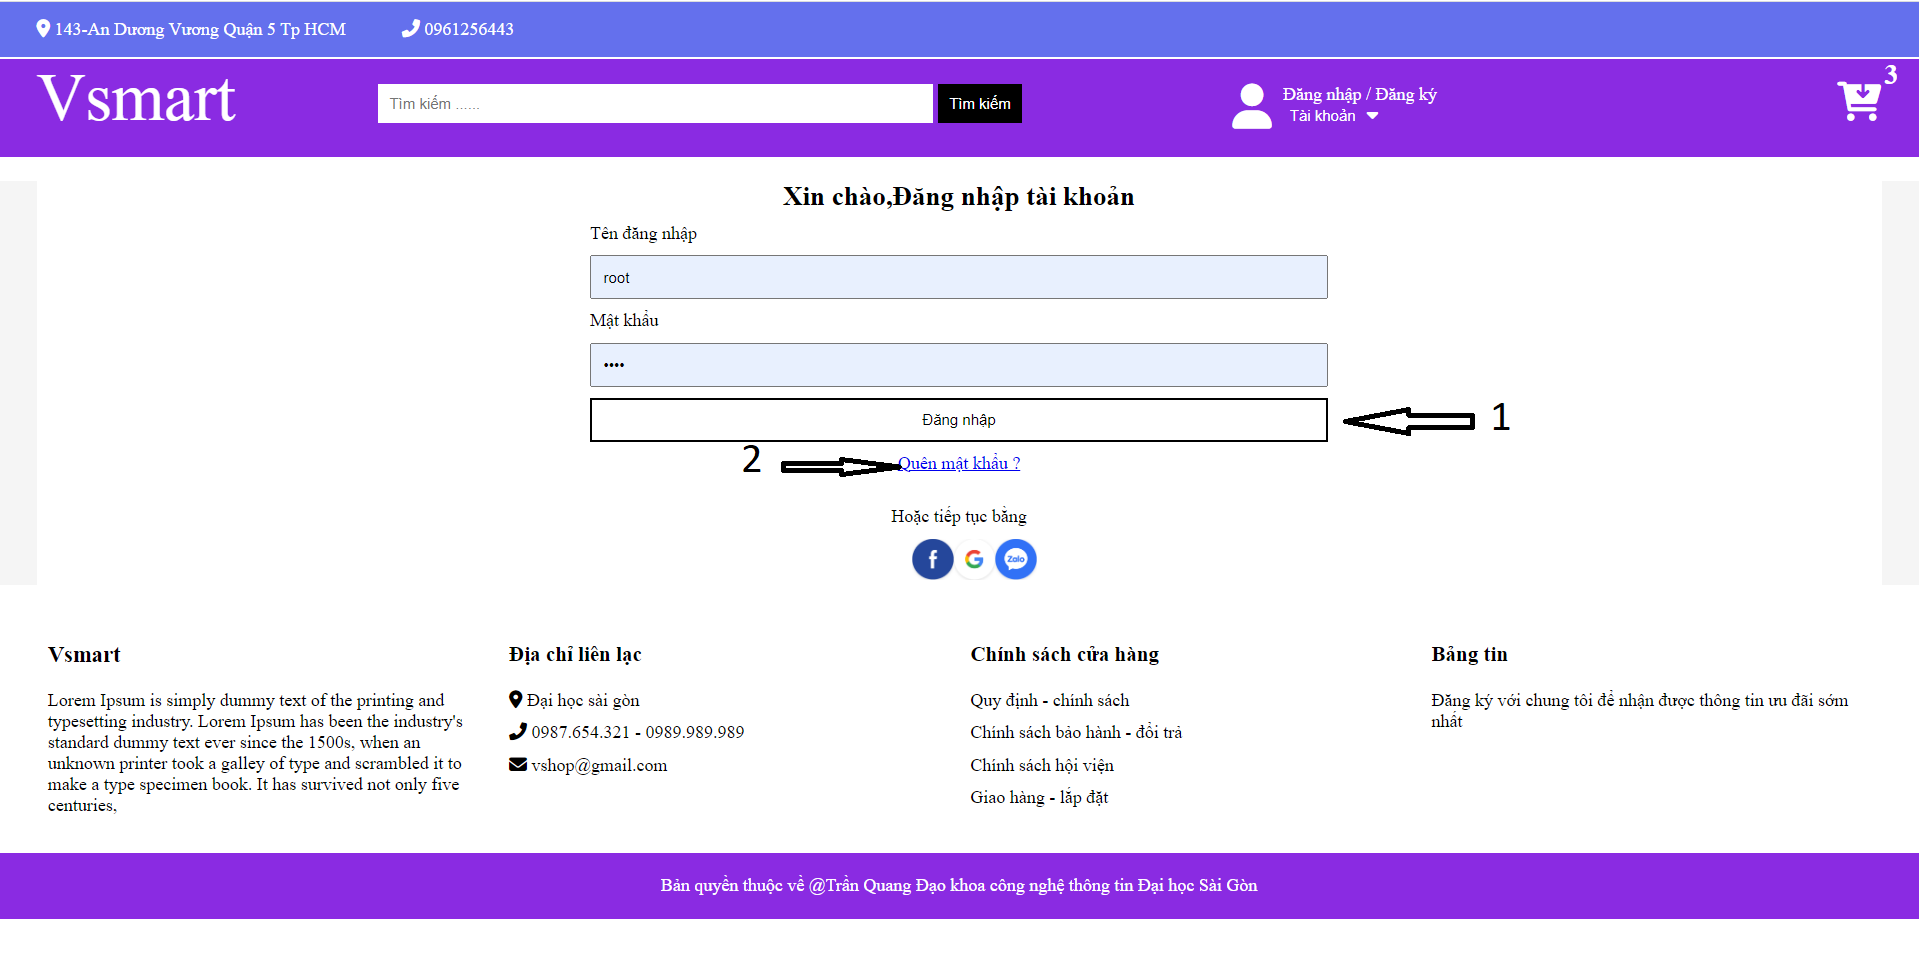 143-An Dương Vương Quận 5 Tp HCM
0961256443
Vsmart
Tìm kiếm ......
Tìm kiếm
Đăng nhập / Đăng ký
Tài khoản
3
Xin chào,Đăng nhập tài khoản
Tên đăng nhập
root
Mật khẩu
••••
Đăng nhập
1
2
Quên mật khẩu ?
Hoặc tiếp tục bằng
f
G
Zalo
Vsmart
Lorem Ipsum is simply dummy text of the printing and
typesetting industry. Lorem Ipsum has been the industry's
standard dummy text ever since the 1500s, when an
unknown printer took a galley of type and scrambled it to
make a type specimen book. It has survived not only five
centuries,
Địa chỉ liên lạc
Đại học sài gòn
0987.654.321 - 0989.989.989
vshop@gmail.com
Chính sách cửa hàng
Quy định - chính sách
Chính sách bảo hành - đổi trả
Chính sách hội viện
Giao hàng - lắp đặt
Bảng tin
Đăng ký với chung tôi để nhận được thông tin ưu đãi sớm
nhất
Bản quyền thuộc về @Trần Quang Đạo khoa công nghệ thông tin Đại học Sài Gòn